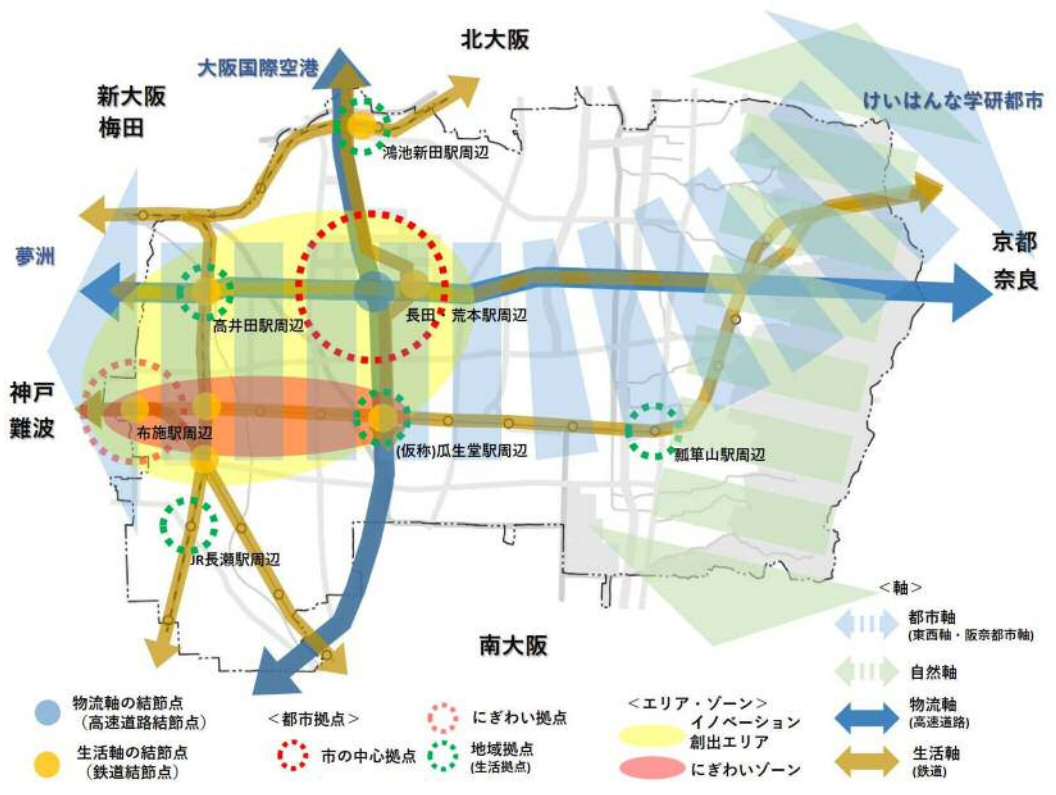 北大阪
大阪国際空港
新大阪
梅田
けいはんな学研都市
鴻池新田駅周辺
夢洲
京都
奈良
高井田駅周辺
長田・荒本駅周辺
神戸
難波
布施駅周辺
(仮称)瓜生堂駅周辺
瓢箪山駅周辺
JR長瀬駅周辺
南大阪
＜軸＞
都市軸
(東西軸・阪奈都市軸)
自然軸
物流軸
(高速道路)
生活軸
(鉄道)
物流軸の結節点
（高速道路結節点）
生活軸の結節点
（鉄道結節点）
＜都市拠点＞
市の中心拠点
にぎわい拠点
地域拠点
(生活拠点)
＜エリア・ゾーン＞
イノベーション
創出エリア
にぎわいゾーン